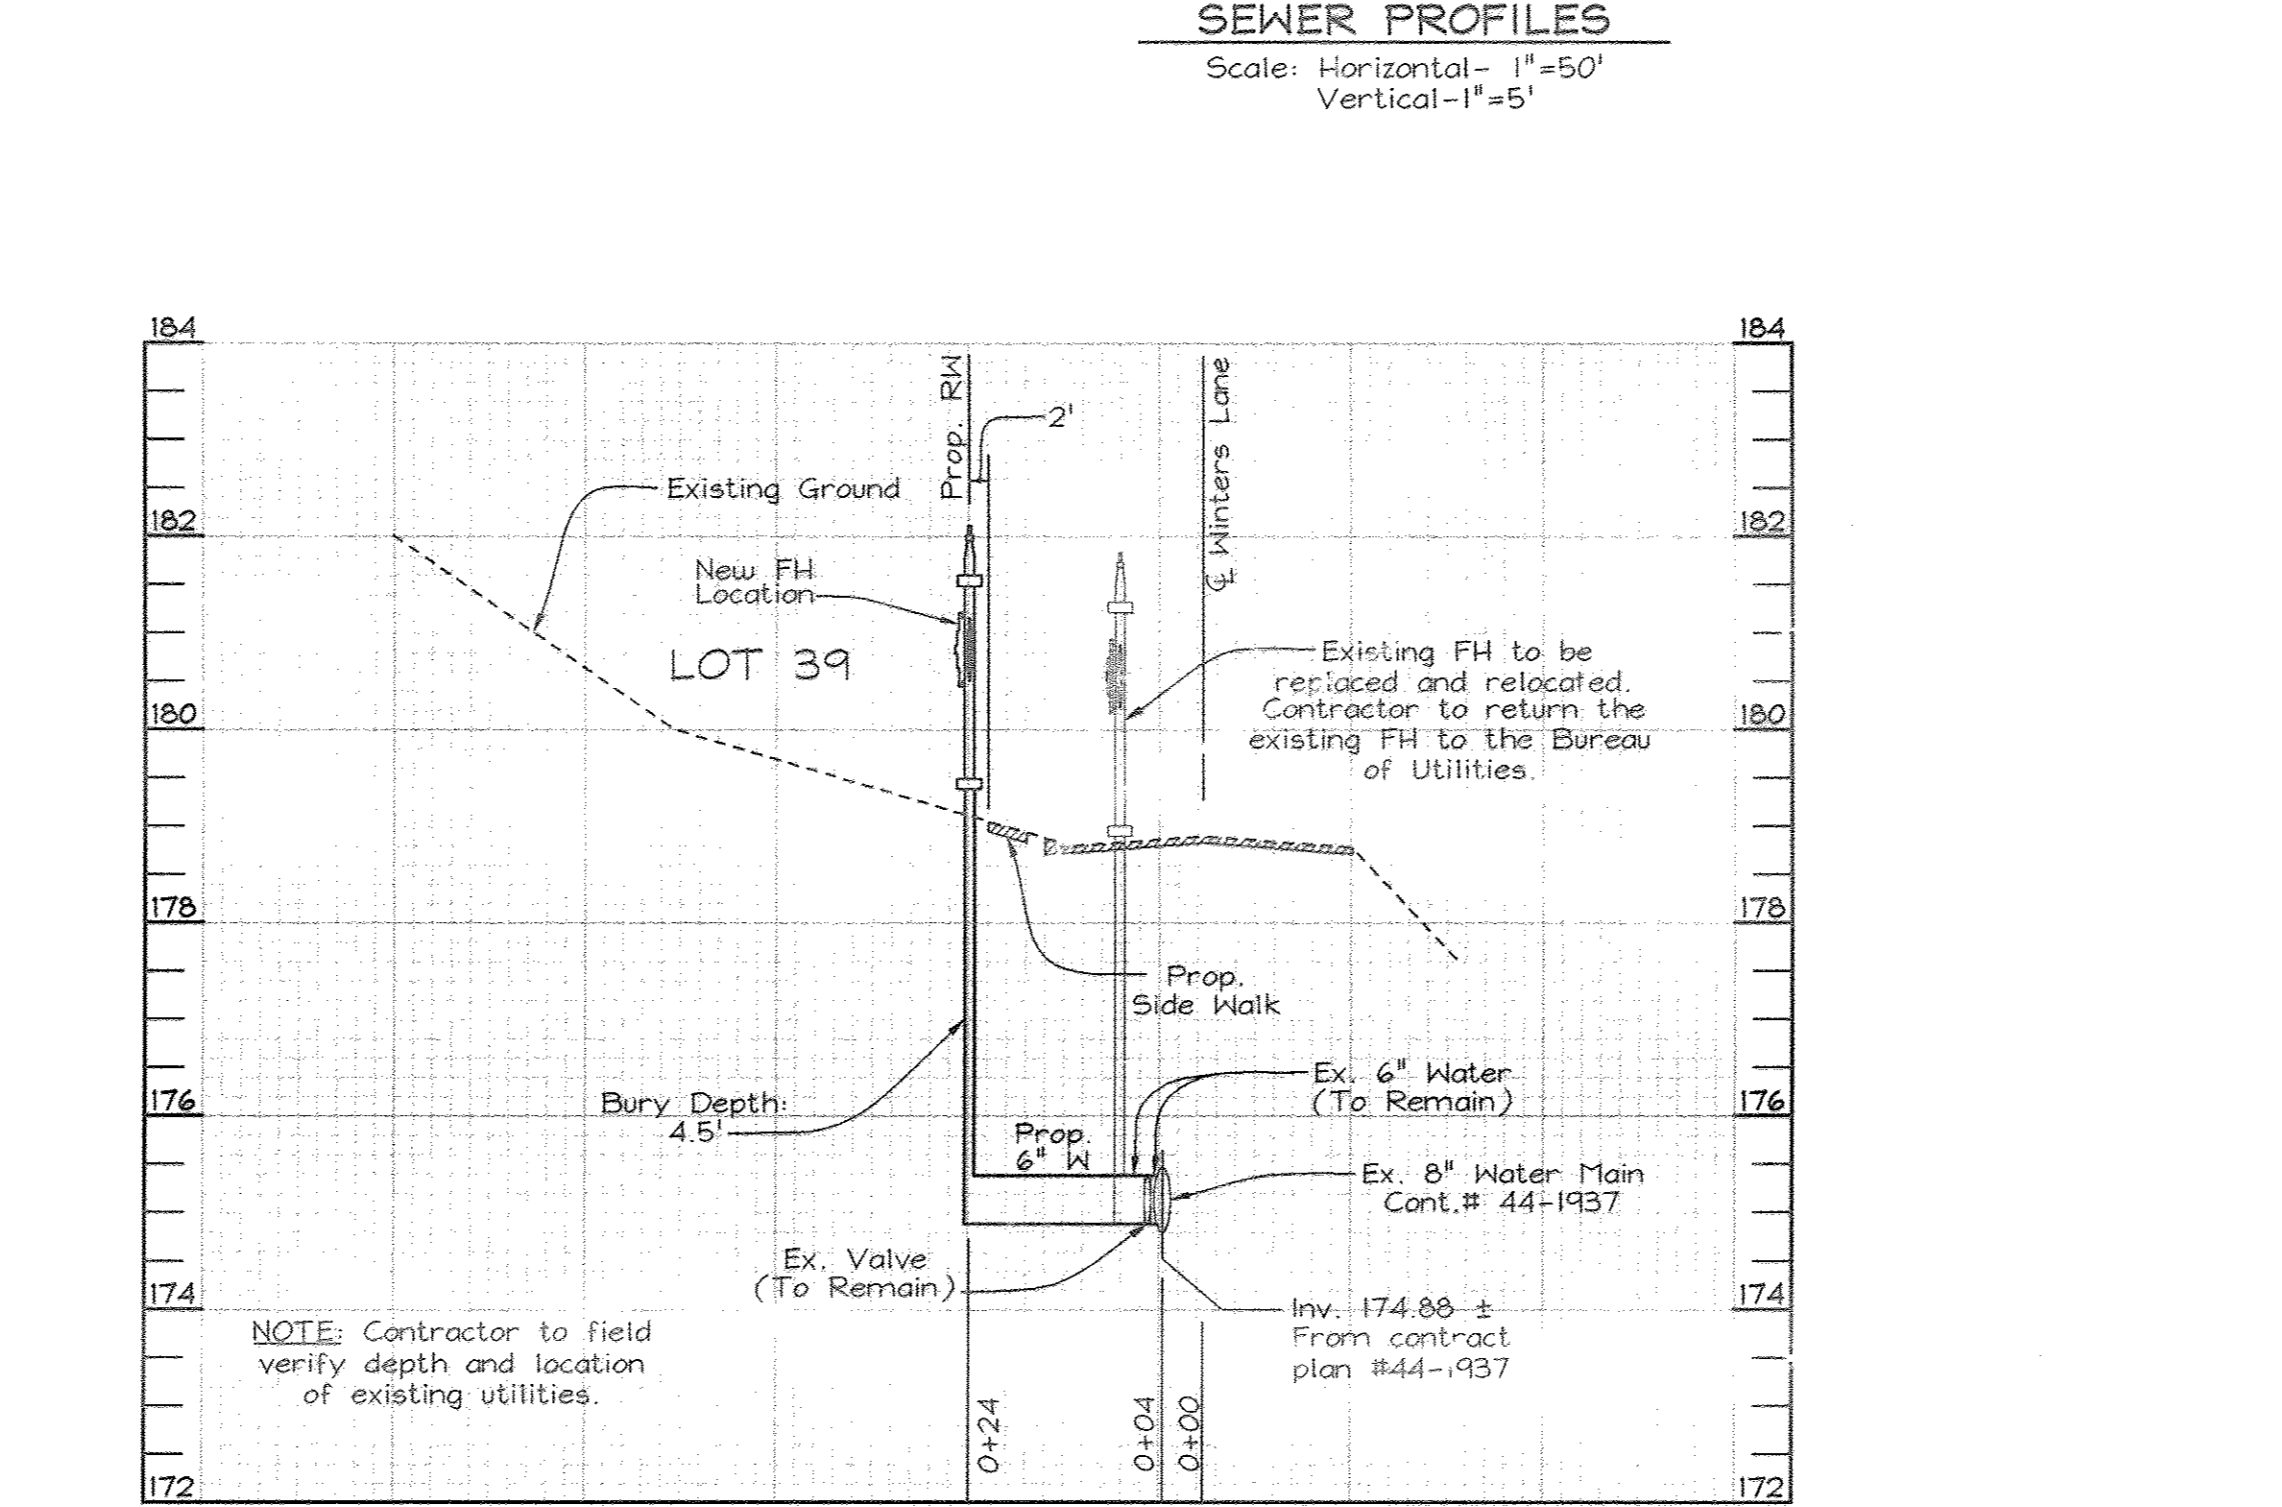 SEWER PROFILES
Scale: Horizontal- 1"=50'
Vertical-1"=5'
184
184
Prop. RW
℄ Winters Lane
2'
Existing Ground
182
182
New FH
Location
LOT 39
Existing FH to be
replaced and relocated.
Contractor to return the
existing FH to the Bureau
of Utilities.
180
180
178
178
Prop.
Side Walk
Ex. 6" Water
(To Remain)
Bury Depth:
4.5'
176
176
Prop.
6" W
Ex. 8" Water Main
Cont.# 44-1937
Ex. Valve
(To Remain)
174
174
Inv. 174.88 ±
From contract
plan #44-1937
NOTE: Contractor to field
verify depth and location
of existing utilities.
0+24
0+04
0+00
172
172